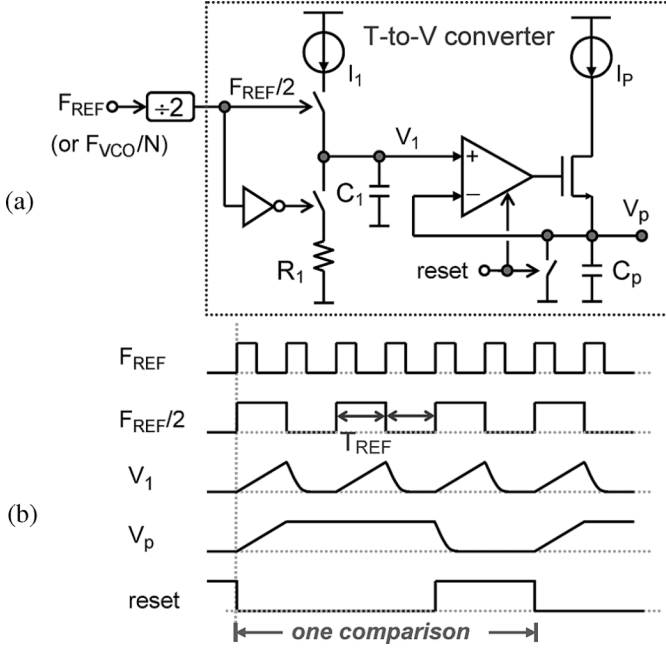 T-to-V converter
I1
IP
FREF
÷2
FREF/2
(or FVCO/N)
V1
+
−
C1
(a)
R1
reset
Vp
Cp
FREF
FREF/2
TREF
V1
(b)
Vp
reset
one comparison